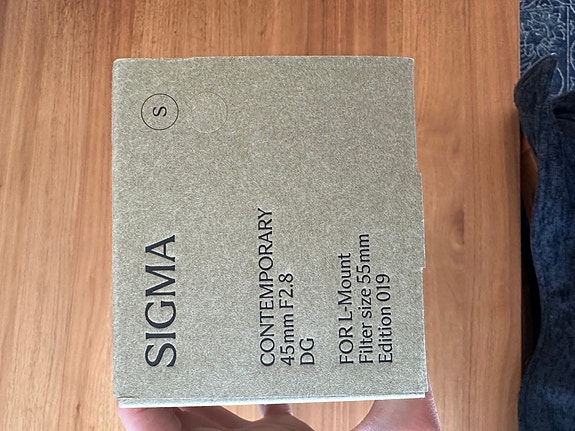 SIGMA
S
CONTEMPORARY
45mm F2.8
DG
FOR L-Mount
Filter size 55mm
Edition 019